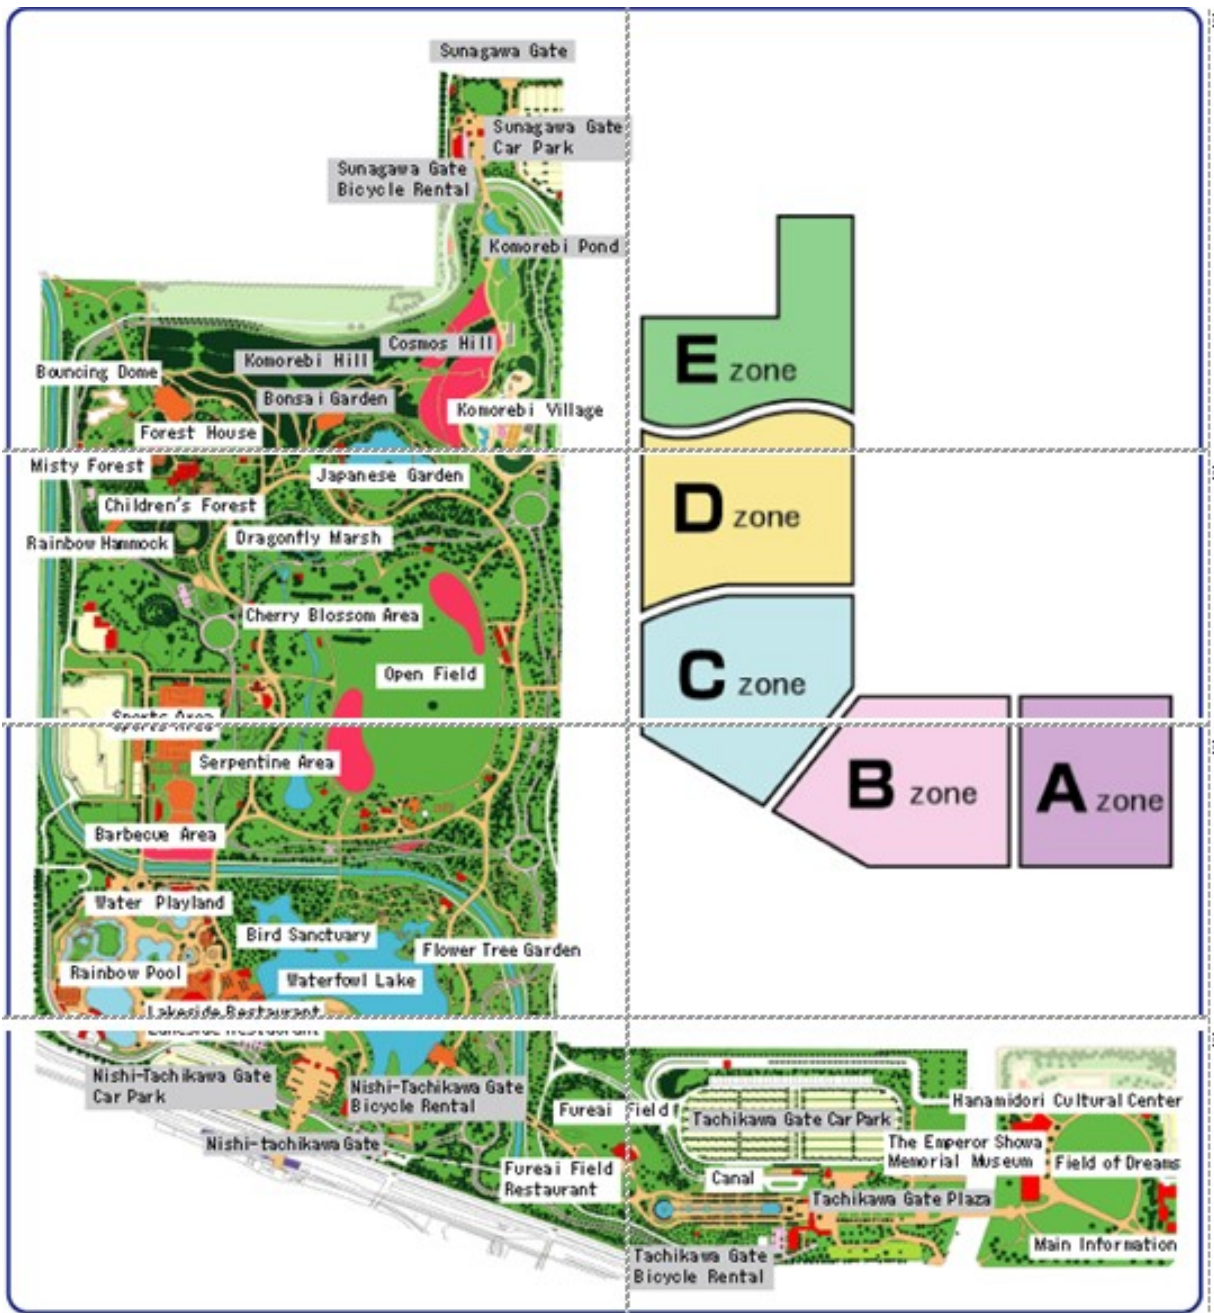 Sunagawa Gate
Sunagawa Gate
Car Park
Sunagawa Gate
Bicycle Rental
Komorebi Pond
Cosmos Hill
Komorebi Hill
Bouncing Dome
Bonsai Garden
Komorebi Village
Forest House
E zone
Misty Forest
Japanese Garden
Children's Forest
Rainbow Hammock
Dragonfly Marsh
D zone
Cherry Blossom Area
Open Field
C zone
Sports Area
Serpentine Area
B zone
A zone
Barbecue Area
Water Playland
Bird Sanctuary
Flower Tree Garden
Rainbow Pool
Waterfowl Lake
Lakeside Restaurant
Nishi-Tachikawa Gate
Car Park
Nishi-Tachikawa Gate
Bicycle Rental
Nishi-tachikawa Gate
Fureai Field
Fureai Field
Restaurant
Tachikawa Gate Car Park
Hanamidori Cultural Center
The Emperor Showa
Memorial Museum
Field of Dreams
Canal
Tachikawa Gate Plaza
Main Information
Tachikawa Gate
Bicycle Rental